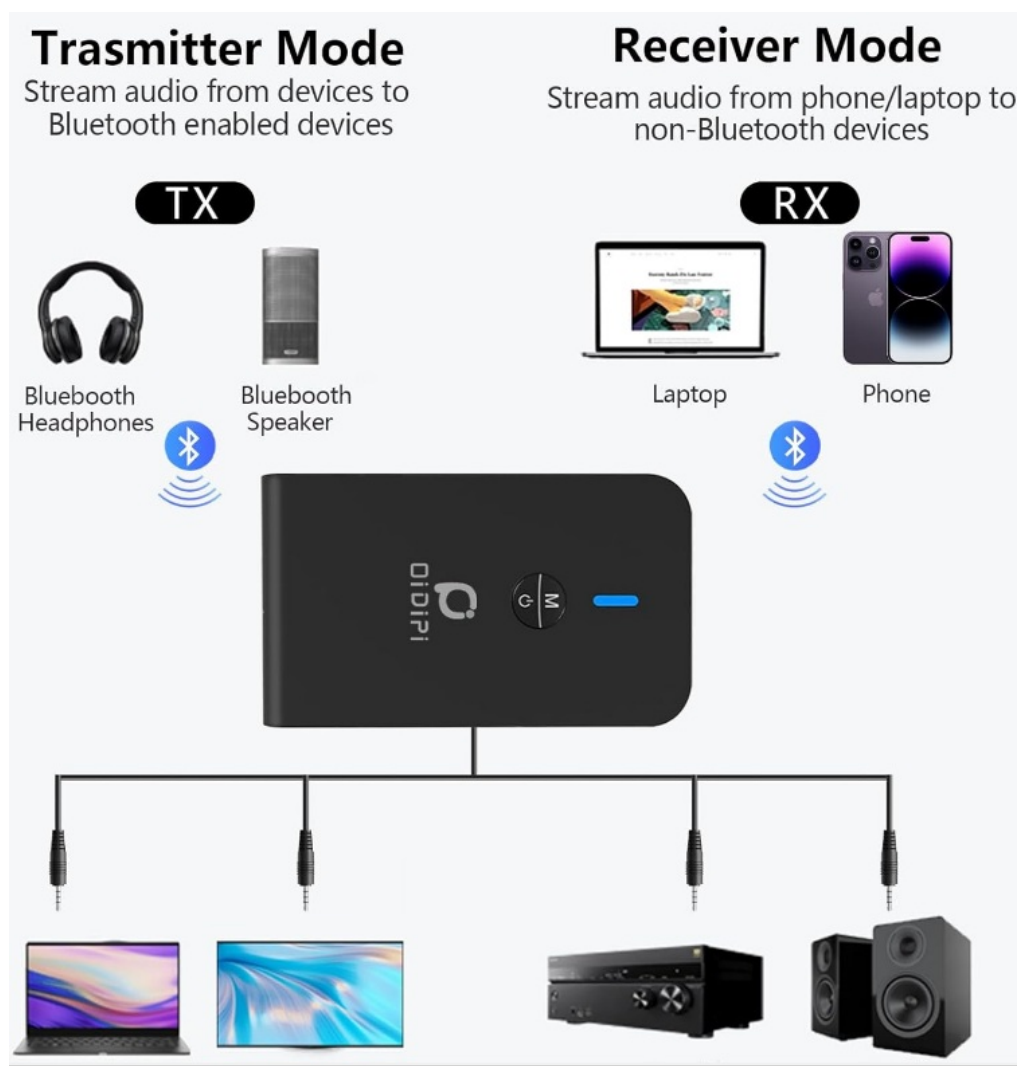 Trasmitter Mode
Stream audio from devices to
Bluetooth enabled devices
TX
Bluebooth
Headphones
Bluebooth
Speaker
Receiver Mode
Stream audio from phone/laptop to
non-Bluetooth devices
RX
Laptop
Phone
QiDiPi
M